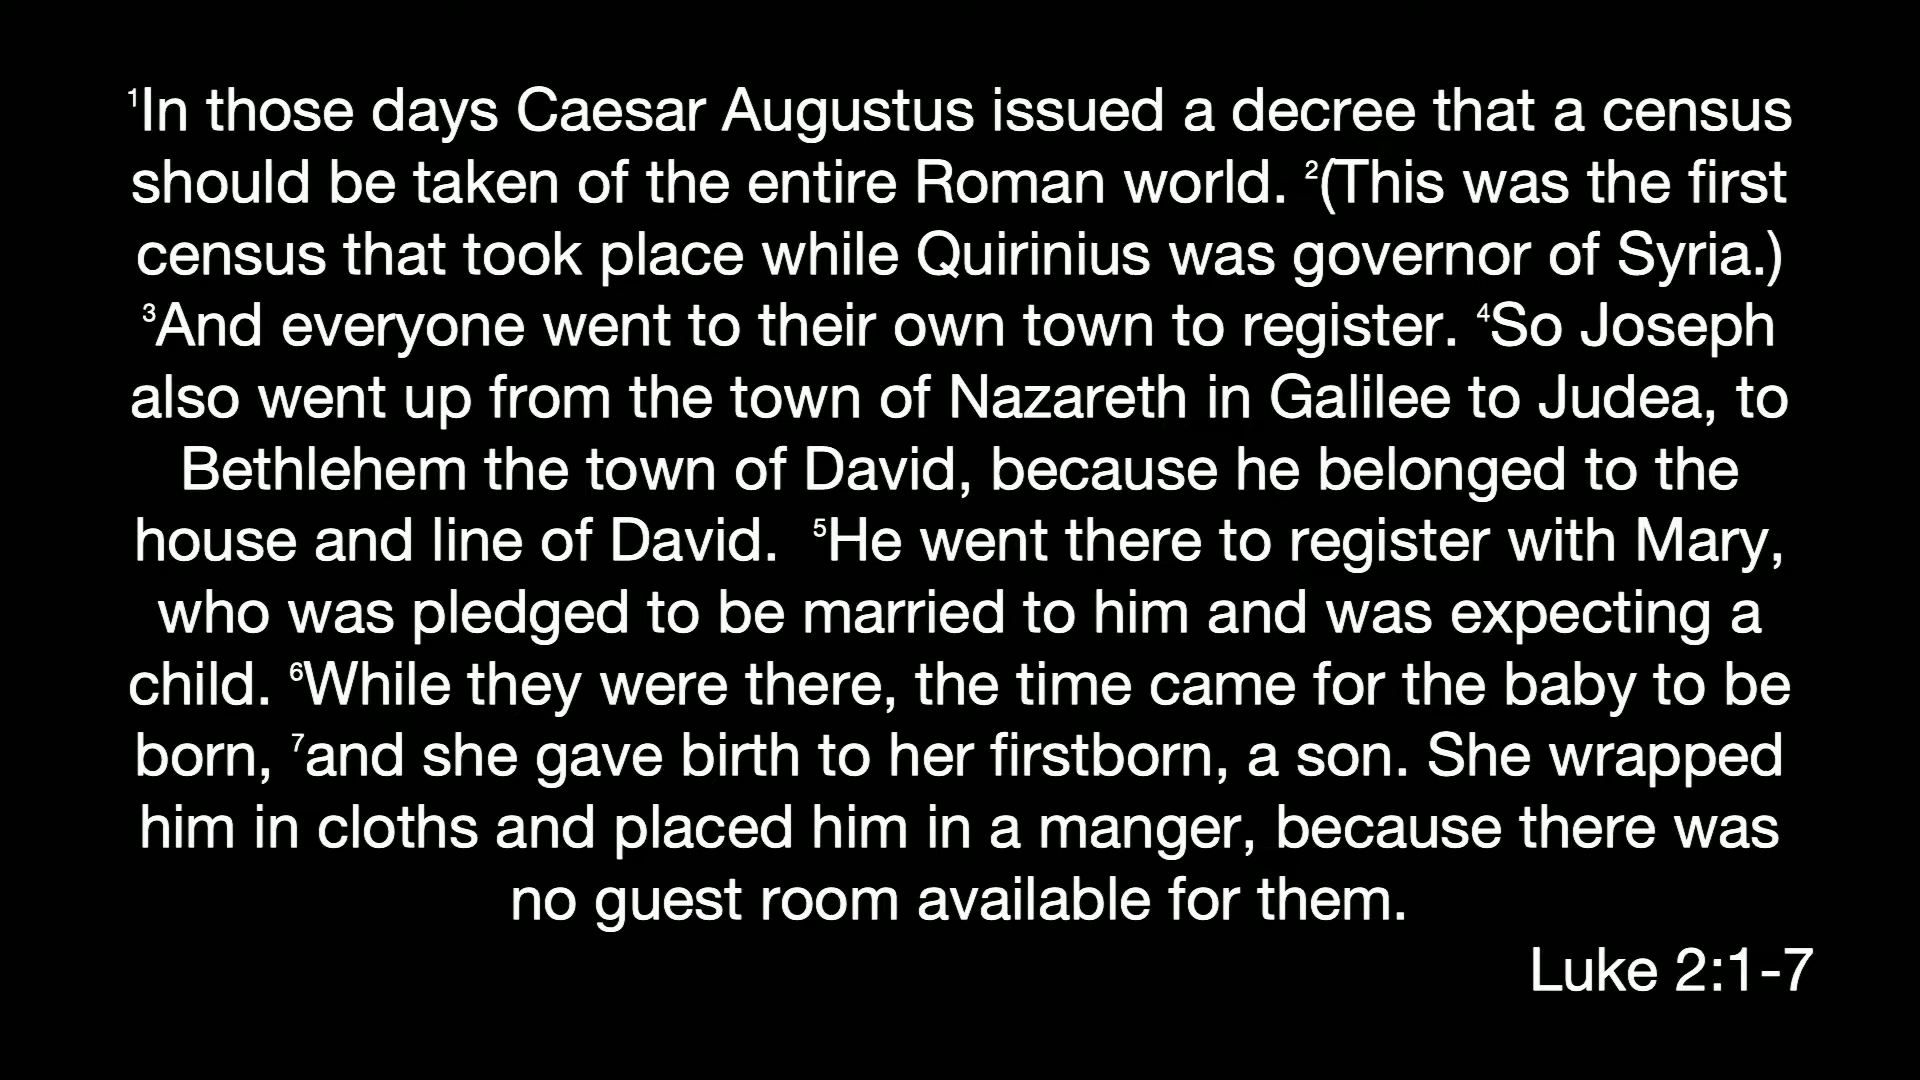 ¹In those days Caesar Augustus issued a decree that a census
should be taken of the entire Roman world. ²(This was the first
census that took place while Quirinius was governor of Syria.)
³And everyone went to their own town to register. ⁴So Joseph
also went up from the town of Nazareth in Galilee to Judea, to
Bethlehem the town of David, because he belonged to the
house and line of David.  ⁵He went there to register with Mary,
who was pledged to be married to him and was expecting a
child. ⁶While they were there, the time came for the baby to be
born, ⁷and she gave birth to her firstborn, a son. She wrapped
him in cloths and placed him in a manger, because there was
no guest room available for them.
Luke 2:1-7